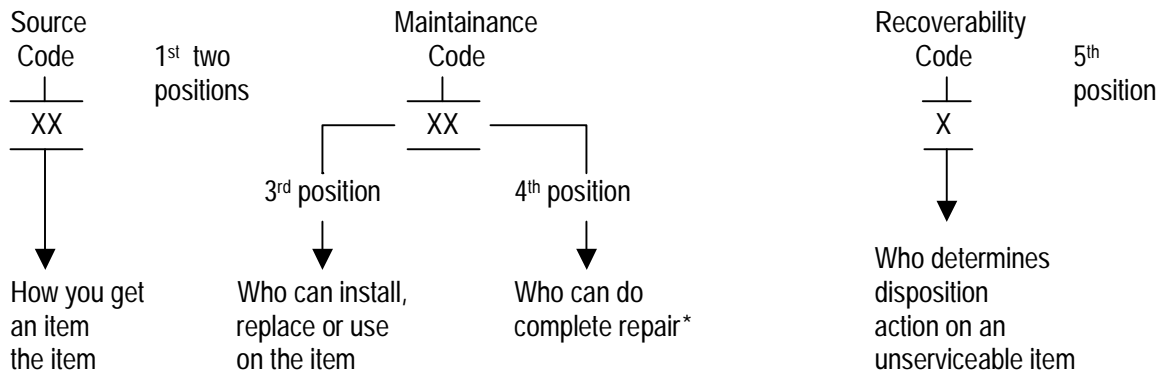 Source
Code
1st two
positions
XX
How you get
an item
the item
Maintainance
Code
XX
3rd position
4th position
Who can install,
replace or use
on the item
Who can do
complete repair*
Recoverability
Code
5th
position
X
Who determines
disposition
action on an
unserviceable item